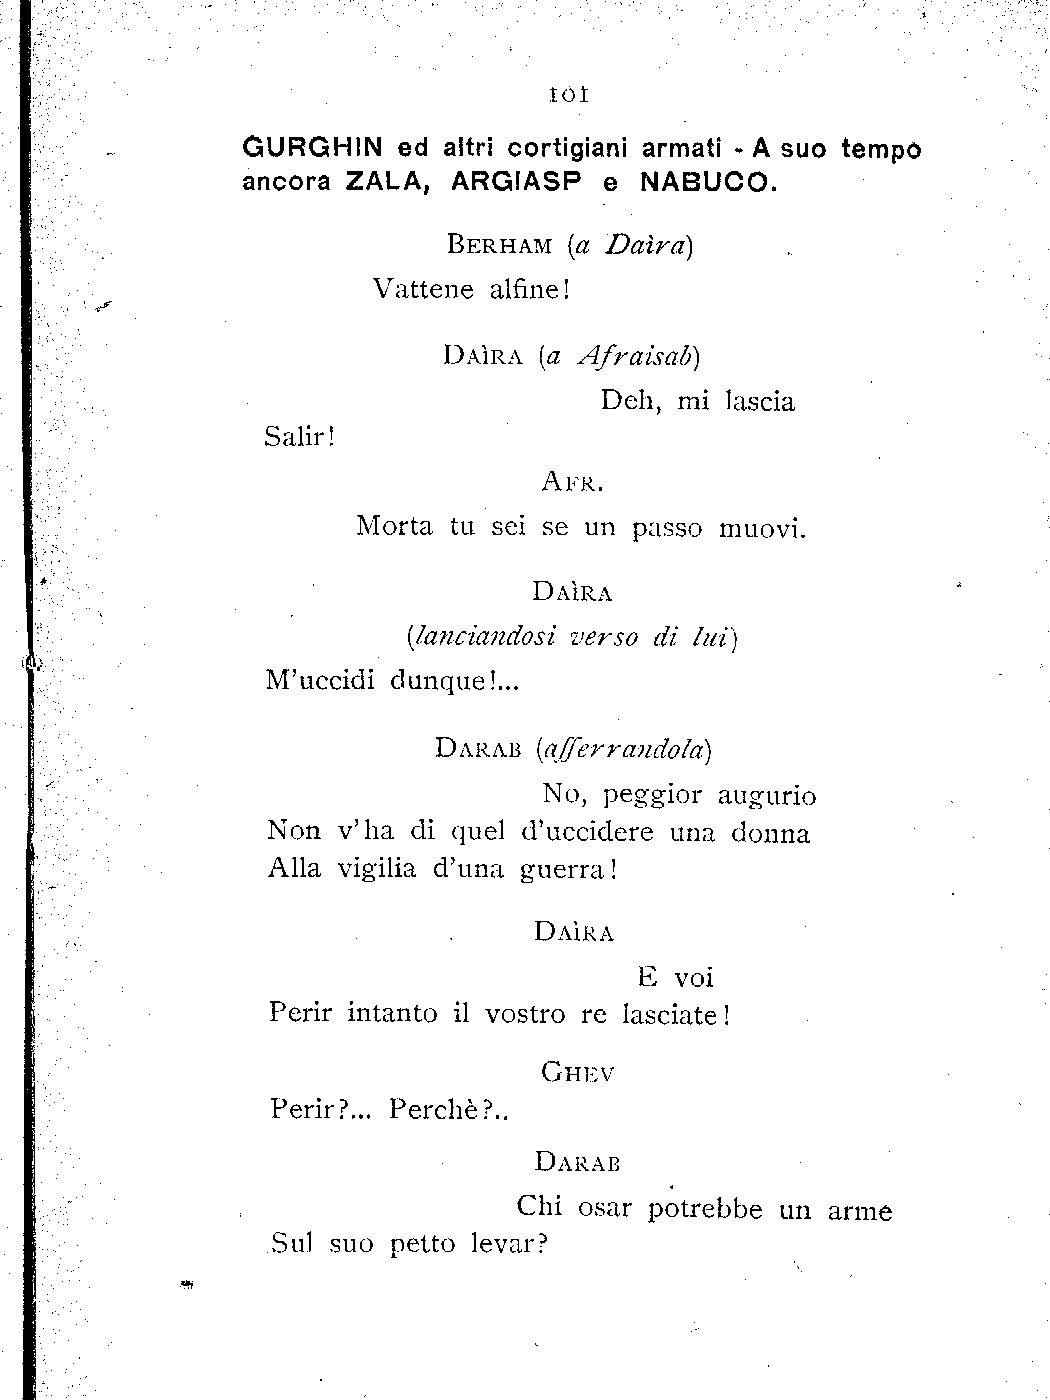 101
GURGHIN ed altri cortigiani armati - A suo tempo
ancora ZALA, ARGIASP e NABUCO.
BERHAM (a Daìra)
Vattene alfine!
DAÌRA (a Afraisab)
Deh, mi lascia
Salir!
AFR.
Morta tu sei se un passo muovi.
DAÌRA
(lanciandosi verso di lui)
M'uccidi dunque!...
DARAB (afferrandola)
No, peggior augurio
Non v'ha di quel d'uccidere una donna
Alla vigilia d'una guerra!
DAÌRA
E voi
Perir intanto il vostro re lasciate!
GHEV
Perir?... Perchè?..
DARAB
Chi osar potrebbe un arme
Sul suo petto levar?